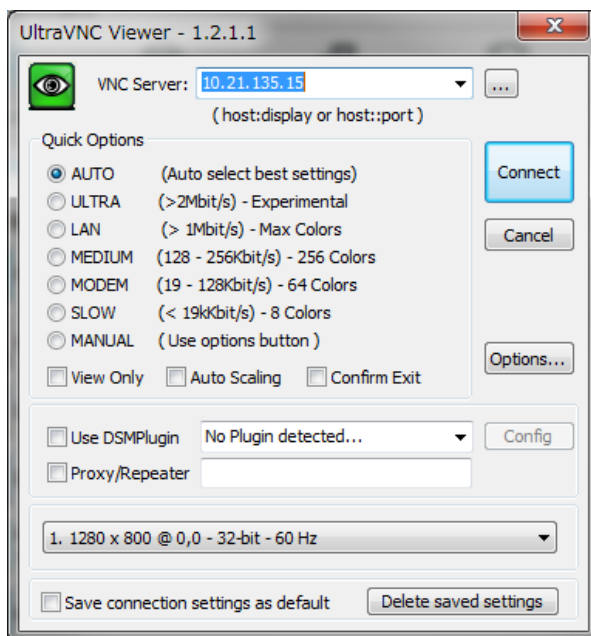 UltraVNC Viewer - 1.2.1.1
VNC Server: 10.21.135.15 ...
( host:display or host::port )
Quick Options
AUTO (Auto select best settings)
ULTRA (>2Mbit/s) - Experimental
LAN (> 1Mbit/s) - Max Colors
MEDIUM (128 - 256Kbit/s) - 256 Colors
MODEM (19 - 128Kbit/s) - 64 Colors
SLOW (< 19kKbit/s) - 8 Colors
MANUAL ( Use options button )
View Only Auto Scaling Confirm Exit
Connect
Cancel
Options...
Use DSMPlugin No Plugin detected... Config
Proxy/Repeater
1. 1280 x 800 @ 0,0 - 32-bit - 60 Hz
Save connection settings as default Delete saved settings